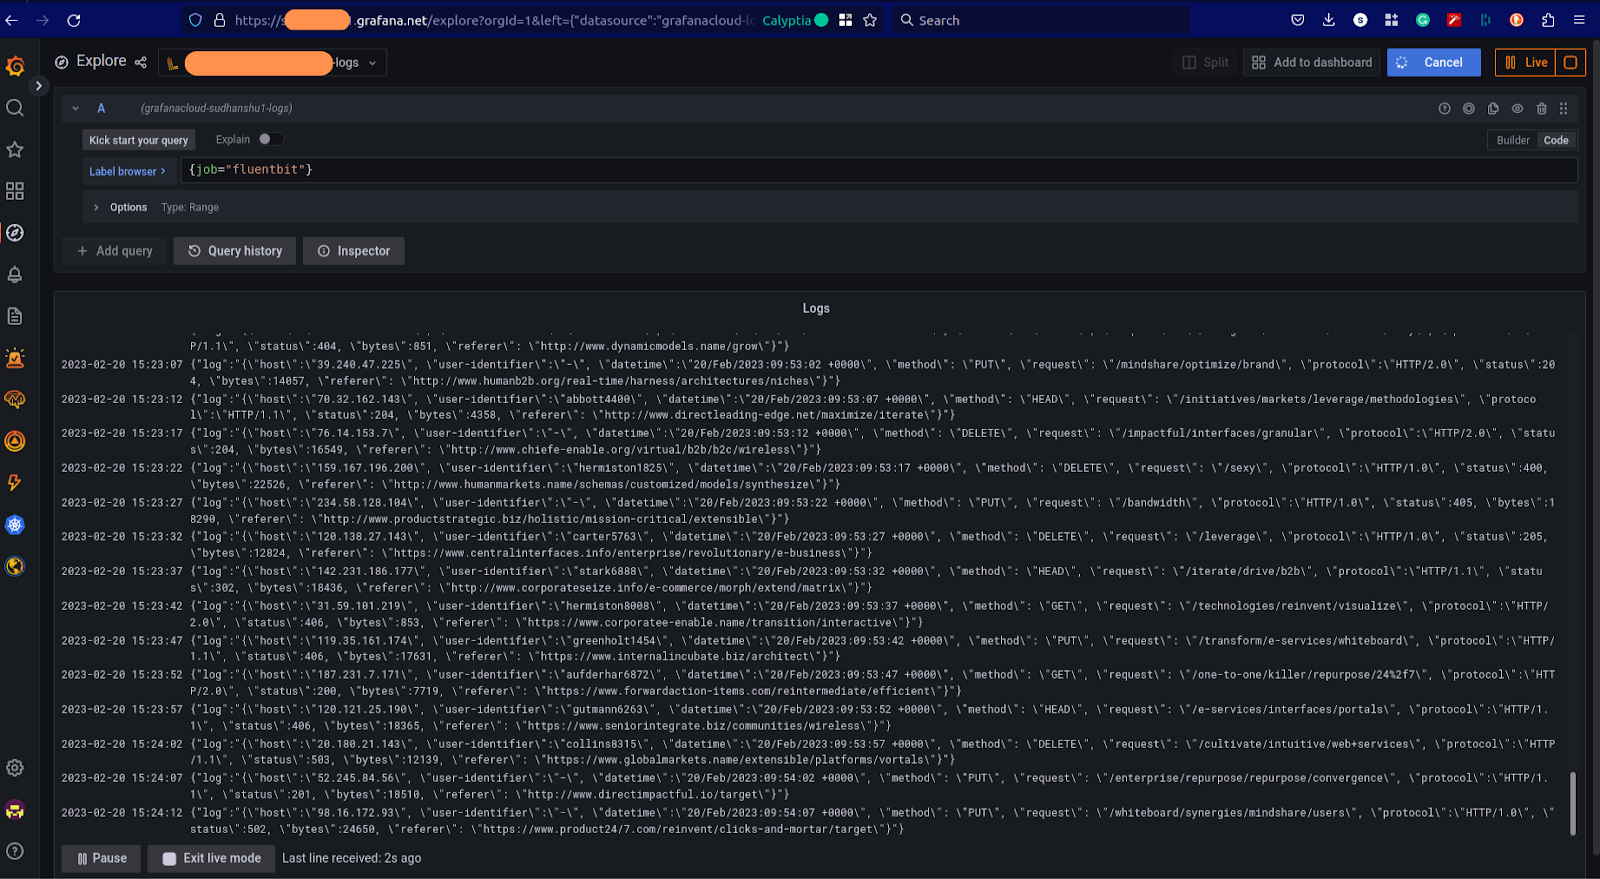 https://s .grafana.net/explore?orgId=1&left={"datasource":"grafanacloud-lo Calyptia Search
Explore -logs Split Add to dashboard Cancel Live
A (grafanacloud-sudhanshu1-logs)
Kick start your query Explain Builder Code
Label browser > {job="fluentbit"}
> Options Type: Range
+ Add query Query history Inspector
Logs
P/1.1\", \"status\":404, \"bytes\":851, \"referer\": \"http://www.dynamicmodels.name/grow\"}"}
2023-02-20 15:23:07 {"log":"{\"host\":\"39.240.47.225\", \"user-identifier\":\"-\", \"datetime\":\"20/Feb/2023:09:53:02 +0000\", \"method\": \"PUT\", \"request\": \"/mindshare/optimize/brand\", \"protocol\":\"HTTP/2.0\", \"status\":20
4, \"bytes\":14057, \"referer\": \"http://www.humanb2b.org/real-time/harness/architectures/niches\"}"}
2023-02-20 15:23:12 {"log":"{\"host\":\"70.32.162.143\", \"user-identifier\":\"abbott4400\", \"datetime\":\"20/Feb/2023:09:53:07 +0000\", \"method\": \"HEAD\", \"request\": \"/initiatives/markets/leverage/methodologies\", \"protoco
l\":\"HTTP/1.1\", \"status\":204, \"bytes\":4358, \"referer\": \"http://www.directleading-edge.net/maximize/iterate\"}"}
2023-02-20 15:23:17 {"log":"{\"host\":\"76.14.153.7\", \"user-identifier\":\"-\", \"datetime\":\"20/Feb/2023:09:53:12 +0000\", \"method\": \"DELETE\", \"request\": \"/impactful/interfaces/granular\", \"protocol\":\"HTTP/2.0\", \"statu
s\":204, \"bytes\":16549, \"referer\": \"http://www.chiefe-enable.org/virtual/b2b/b2c/wireless\"}"}
2023-02-20 15:23:22 {"log":"{\"host\":\"159.167.196.200\", \"user-identifier\":\"hermiston1825\", \"datetime\":\"20/Feb/2023:09:53:17 +0000\", \"method\": \"DELETE\", \"request\": \"/sexy\", \"protocol\":\"HTTP/1.0\", \"status\":400,
\"bytes\":22526, \"referer\": \"http://www.humanmarkets.name/schemas/customized/models/synthesize\"}"}
2023-02-20 15:23:27 {"log":"{\"host\":\"234.58.128.104\", \"user-identifier\":\"-\", \"datetime\":\"20/Feb/2023:09:53:22 +0000\", \"method\": \"PUT\", \"request\": \"/bandwidth\", \"protocol\":\"HTTP/1.0\", \"status\":405, \"bytes\":1
8290, \"referer\": \"http://www.productstrategic.biz/holistic/mission-critical/extensible\"}"}
2023-02-20 15:23:32 {"log":"{\"host\":\"120.138.27.143\", \"user-identifier\":\"carter5763\", \"datetime\":\"20/Feb/2023:09:53:27 +0000\", \"method\": \"DELETE\", \"request\": \"/leverage\", \"protocol\":\"HTTP/1.0\", \"status\":205,
\"bytes\":12824, \"referer\": \"https://www.centralinterfaces.info/enterprise/revolutionary/e-business\"}"}
2023-02-20 15:23:37 {"log":"{\"host\":\"142.231.186.177\", \"user-identifier\":\"stark6888\", \"datetime\":\"20/Feb/2023:09:53:32 +0000\", \"method\": \"HEAD\", \"request\": \"/iterate/drive/b2b\", \"protocol\":\"HTTP/1.1\", \"statu
s\":302, \"bytes\":18436, \"referer\": \"http://www.corporateseize.info/e-commerce/morph/extend/matrix\"}"}
2023-02-20 15:23:42 {"log":"{\"host\":\"31.59.101.219\", \"user-identifier\":\"hermiston8008\", \"datetime\":\"20/Feb/2023:09:53:37 +0000\", \"method\": \"GET\", \"request\": \"/technologies/reinvent/visualize\", \"protocol\":\"HTTP/
2.0\", \"status\":406, \"bytes\":853, \"referer\": \"https://www.corporatee-enable.name/transition/interactive\"}"}
2023-02-20 15:23:47 {"log":"{\"host\":\"119.35.161.174\", \"user-identifier\":\"greenholt1454\", \"datetime\":\"20/Feb/2023:09:53:42 +0000\", \"method\": \"PUT\", \"request\": \"/transform/e-services/whiteboard\", \"protocol\":\"HTTP/
1.1\", \"status\":406, \"bytes\":17631, \"referer\": \"https://www.internalincubate.biz/architect\"}"}
2023-02-20 15:23:52 {"log":"{\"host\":\"187.231.7.171\", \"user-identifier\":\"aufderhar6872\", \"datetime\":\"20/Feb/2023:09:53:47 +0000\", \"method\": \"GET\", \"request\": \"/one-to-one/killer/repurpose/24%2f7\", \"protocol\":\"HTT
P/2.0\", \"status\":200, \"bytes\":7719, \"referer\": \"https://www.forwardaction-items.com/reintermediate/efficient\"}"}
2023-02-20 15:23:57 {"log":"{\"host\":\"120.121.25.190\", \"user-identifier\":\"gutmann6263\", \"datetime\":\"20/Feb/2023:09:53:52 +0000\", \"method\": \"HEAD\", \"request\": \"/e-services/interfaces/portals\", \"protocol\":\"HTTP/1.
1\", \"status\":406, \"bytes\":18365, \"referer\": \"https://www.seniorintegrate.biz/communities/wireless\"}"}
2023-02-20 15:24:02 {"log":"{\"host\":\"20.180.21.143\", \"user-identifier\":\"collins8315\", \"datetime\":\"20/Feb/2023:09:53:57 +0000\", \"method\": \"DELETE\", \"request\": \"/cultivate/intuitive/web+services\", \"protocol\":\"HTTP
/1.1\", \"status\":503, \"bytes\":12139, \"referer\": \"https://www.globalmarkets.name/extensible/platforms/vortals\"}"}
2023-02-20 15:24:07 {"log":"{\"host\":\"52.245.84.56\", \"user-identifier\":\"-\", \"datetime\":\"20/Feb/2023:09:54:02 +0000\", \"method\": \"PUT\", \"request\": \"/enterprise/repurpose/repurpose/convergence\", \"protocol\":\"HTTP/1.
1\", \"status\":201, \"bytes\":18510, \"referer\": \"http://www.directimpactful.io/target\"}"}
2023-02-20 15:24:12 {"log":"{\"host\":\"98.16.172.93\", \"user-identifier\":\"-\", \"datetime\":\"20/Feb/2023:09:54:07 +0000\", \"method\": \"PUT\", \"request\": \"/whiteboard/synergies/mindshare/users\", \"protocol\":\"HTTP/1.0\", \"
status\":502, \"bytes\":24650, \"referer\": \"https://www.product24/7.com/reinvent/clicks-and-mortar/target\"}"}
Pause Exit live mode Last line received: 2s ago